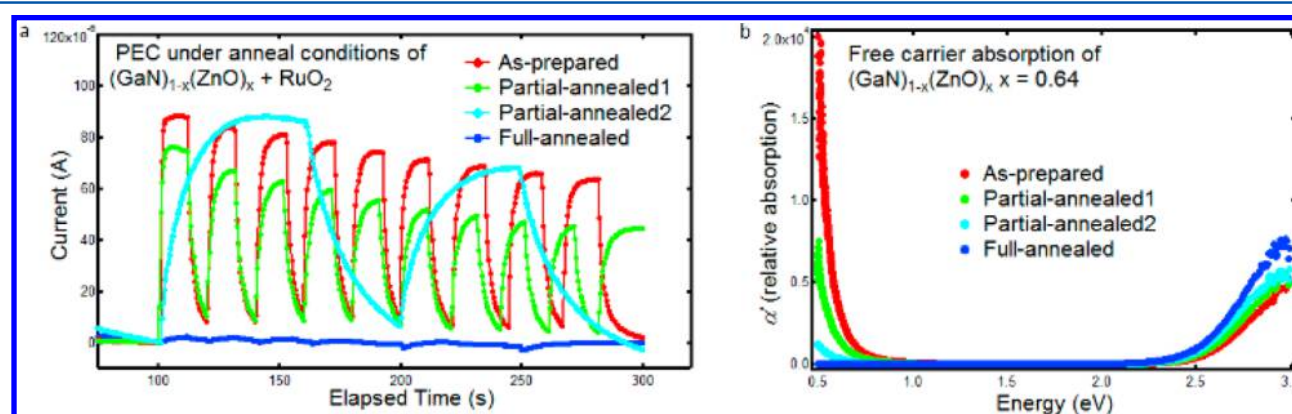 a
120x10⁻⁶
100
80
60
40
20
0
Current (A)
PEC under anneal conditions of
(GaN)₁₋ₓ(ZnO)ₓ + RuO₂
As-prepared
Partial-annealed1
Partial-annealed2
Full-annealed
100
150
200
250
300
Elapsed Time (s)
b
2.0x10
1.5
1.0
0.5
0.0
α′ (relative absorption)
Free carrier absorption of
(GaN)₁₋ₓ(ZnO)ₓ x = 0.64
As-prepared
Partial-annealed1
Partial-annealed2
Full-annealed
0.5
1.0
1.5
2.0
2.5
3.0
Energy (eV)